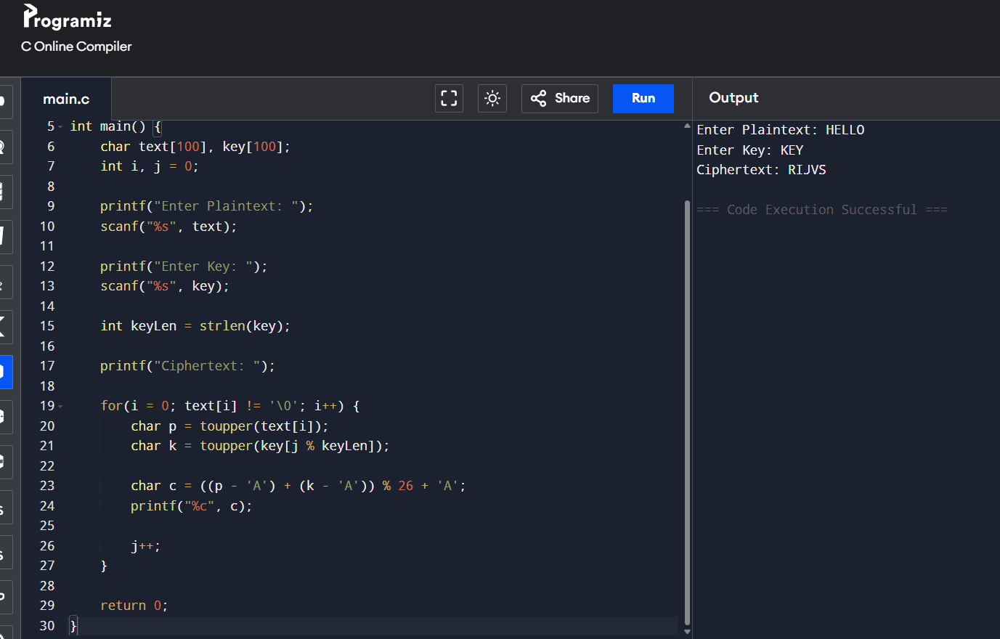 Programiz
C Online Compiler
main.c
Share
Run
Output
5 int main() {
6 char text[100], key[100];
7 int i, j = 0;
8
9 printf("Enter Plaintext: ");
10 scanf("%s", text);
11
12 printf("Enter Key: ");
13 scanf("%s", key);
14
15 int keyLen = strlen(key);
16
17 printf("Ciphertext: ");
18
19 for(i = 0; text[i] != '\0'; i++) {
20 char p = toupper(text[i]);
21 char k = toupper(key[j % keyLen]);
22
23 char c = ((p - 'A') + (k - 'A')) % 26 + 'A';
24 printf("%c", c);
25
26 j++;
27 }
28
29 return 0;
30 }
Enter Plaintext: HELLO
Enter Key: KEY
Ciphertext: RIJVS
=== Code Execution Successful ===